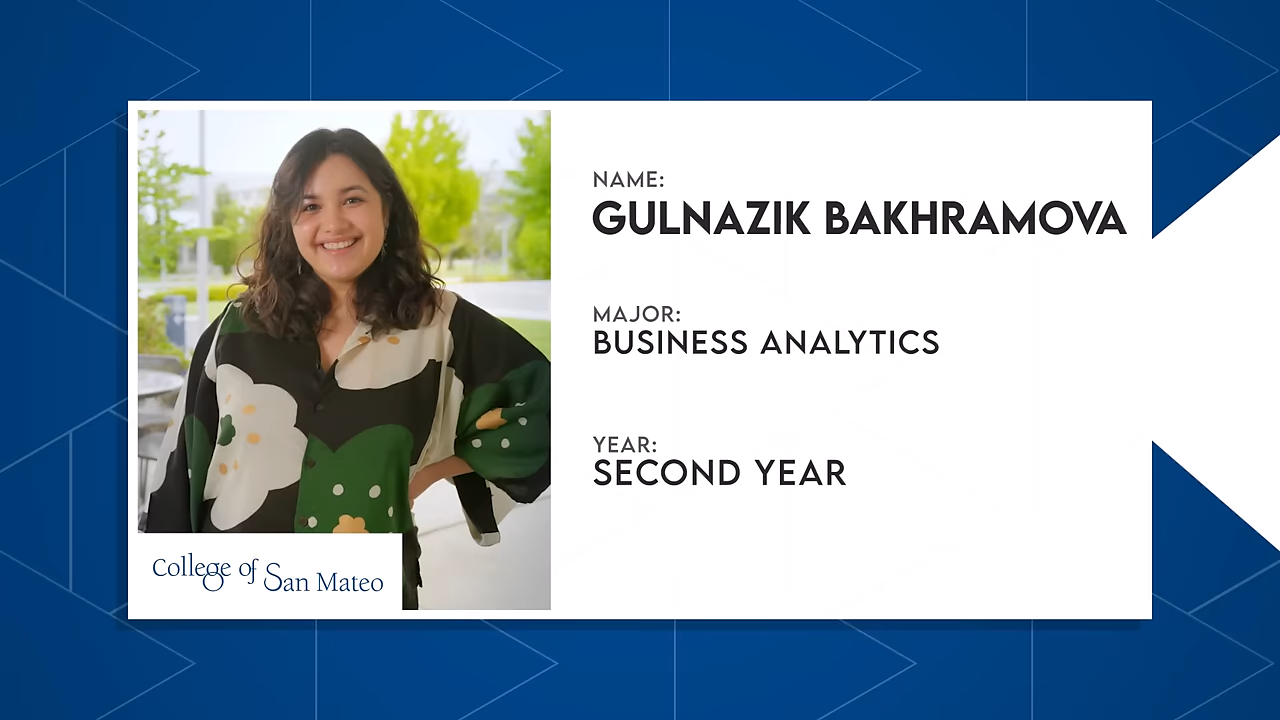 NAME:
GULNAZIK BAKHRAMOVA
MAJOR:
BUSINESS ANALYTICS
YEAR:
SECOND YEAR
College of San Mateo